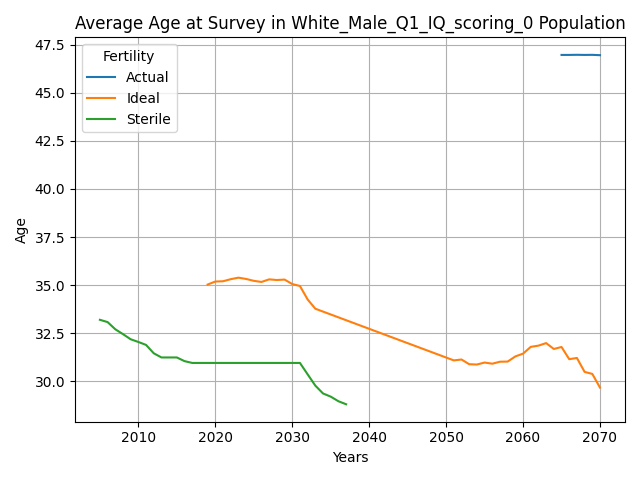 Average Age at Survey in White_Male_Q1_IQ_scoring_0 Population
47.5
45.0
42.5
40.0
37.5
35.0
32.5
30.0
Age
Fertility
Actual
Ideal
Sterile
2010 2020 2030 2040 2050 2060 2070
Years